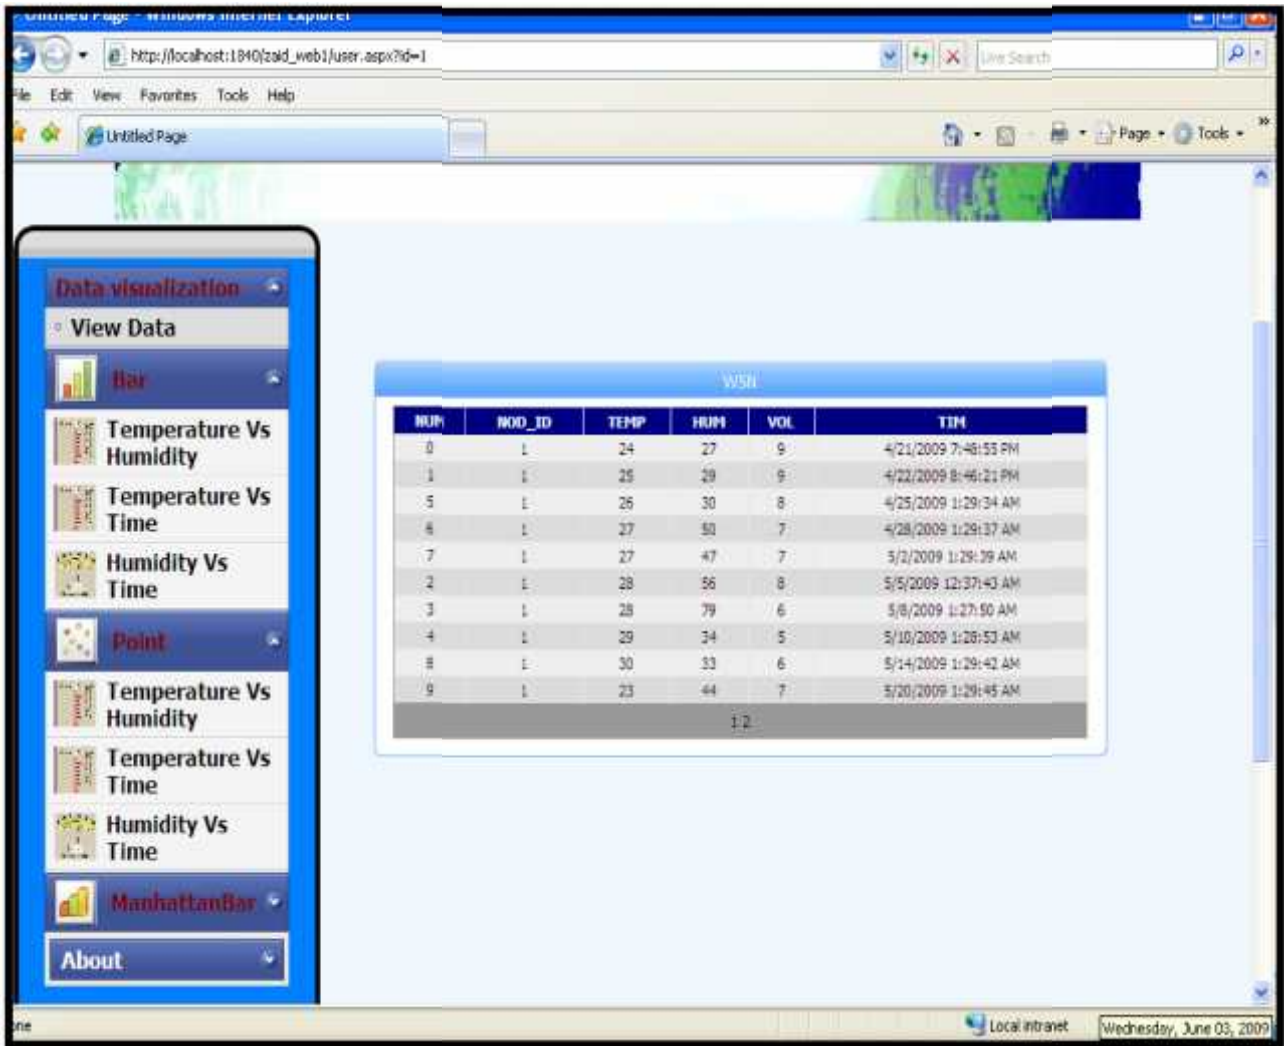 Untitled Page - Windows Internet Explorer
http://localhost:1840/zaid_web1/user.aspx?id=1
Live Search
File Edit View Favorites Tools Help
Untitled Page
Page Tools
Data visualization
View Data
Bar
Temperature Vs
Humidity
Temperature Vs
Time
Humidity Vs
Time
Point
Temperature Vs
Humidity
Temperature Vs
Time
Humidity Vs
Time
ManhattanBar
About
WSN
NUM NOD_ID TEMP HUM VOL TIM
0 1 24 27 9 4/21/2009 7:48:55 PM
1 1 25 29 9 4/22/2009 8:46:21 PM
5 1 26 30 8 4/25/2009 1:29:34 AM
6 1 27 50 7 4/28/2009 1:29:37 AM
7 1 27 47 7 5/2/2009 1:29:39 AM
2 1 28 56 8 5/5/2009 12:37:43 AM
3 1 28 79 6 5/8/2009 1:27:50 AM
4 1 29 34 5 5/10/2009 1:28:53 AM
8 1 30 33 6 5/14/2009 1:29:42 AM
9 1 23 44 7 5/20/2009 1:29:45 AM
1 2
one
Local intranet
Wednesday, June 03, 2009